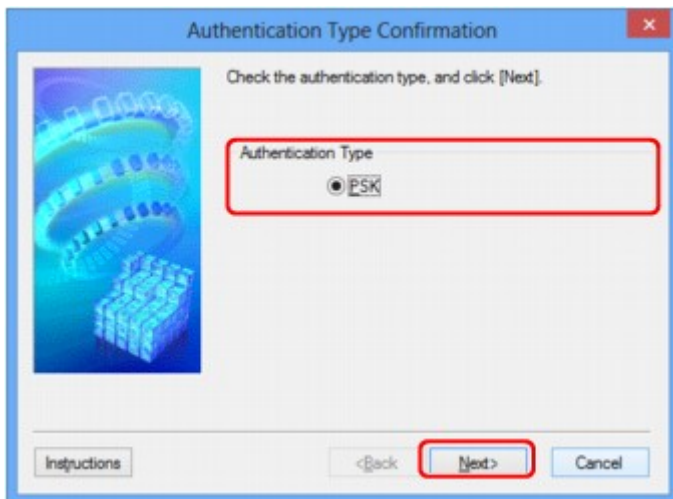 Authentication Type Confirmation
Check the authentication type, and click [Next].
Authentication Type
PSK
Instructions
<Back
Next>
Cancel